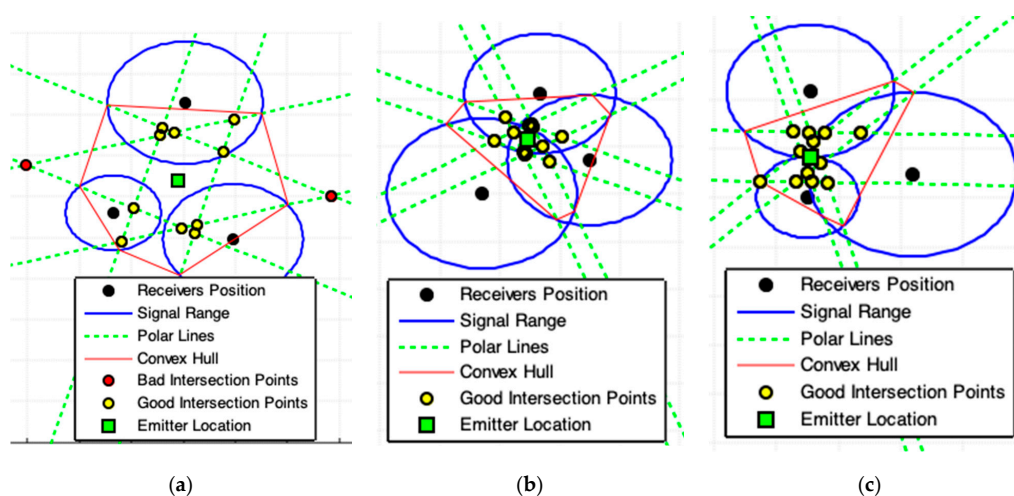 Receivers Position
Signal Range
Polar Lines
Convex Hull
Bad Intersection Points
Good Intersection Points
Emitter Location
(a)
Receivers Position
Signal Range
Polar Lines
Convex Hull
Good Intersection Points
Emitter Location
(b)
Receivers Position
Signal Range
Polar Lines
Convex Hull
Good Intersection Points
Emitter Location
(c)